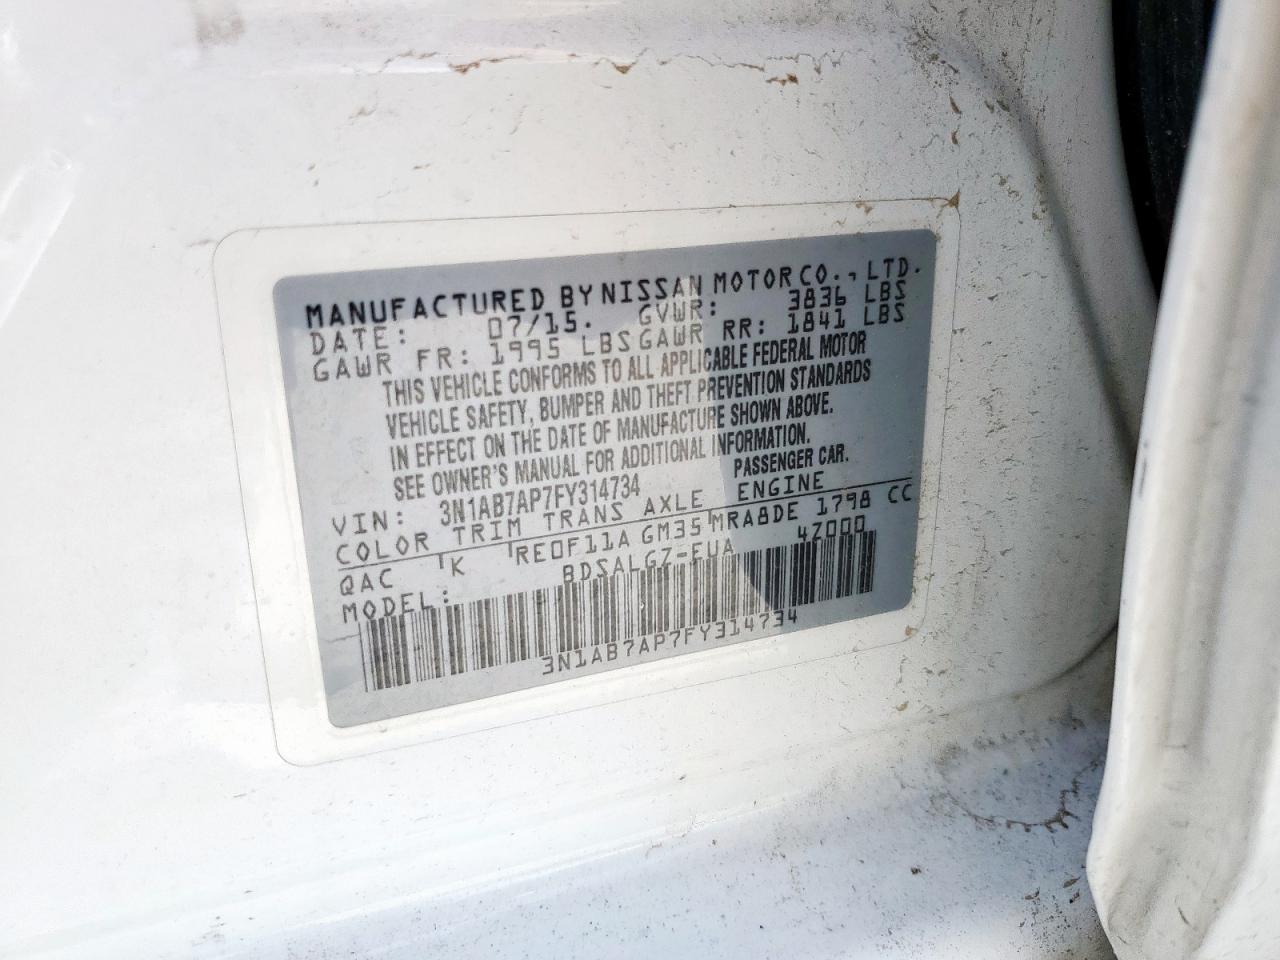 MANUFACTURED BY NISSAN MOTOR CO., LTD.
DATE: 07/15. GVWR: 3836 LBS
GAWR FR: 1995 LBS GAWR RR: 1841 LBS
THIS VEHICLE CONFORMS TO ALL APPLICABLE FEDERAL MOTOR
VEHICLE SAFETY, BUMPER AND THEFT PREVENTION STANDARDS
IN EFFECT ON THE DATE OF MANUFACTURE SHOWN ABOVE.
SEE OWNER'S MANUAL FOR ADDITIONAL INFORMATION.
PASSENGER CAR.
VIN: 3N1AB7AP7FY314734
COLOR TRIM TRANS AXLE ENGINE
QAC K RE0F11A GM35 MRA8DE 1798 CC
MODEL: BDSALGZ-EUA 4Z000
3N1AB7AP7FY314734